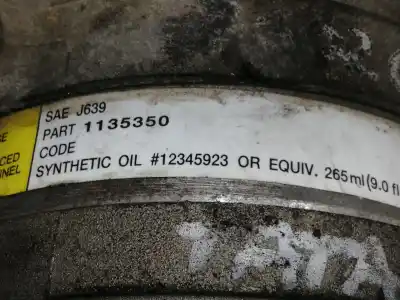 SAE J639
PART 1135350
CODE
SYNTHETIC OIL #12345923 OR EQUIV. 265ml (9.0 fl